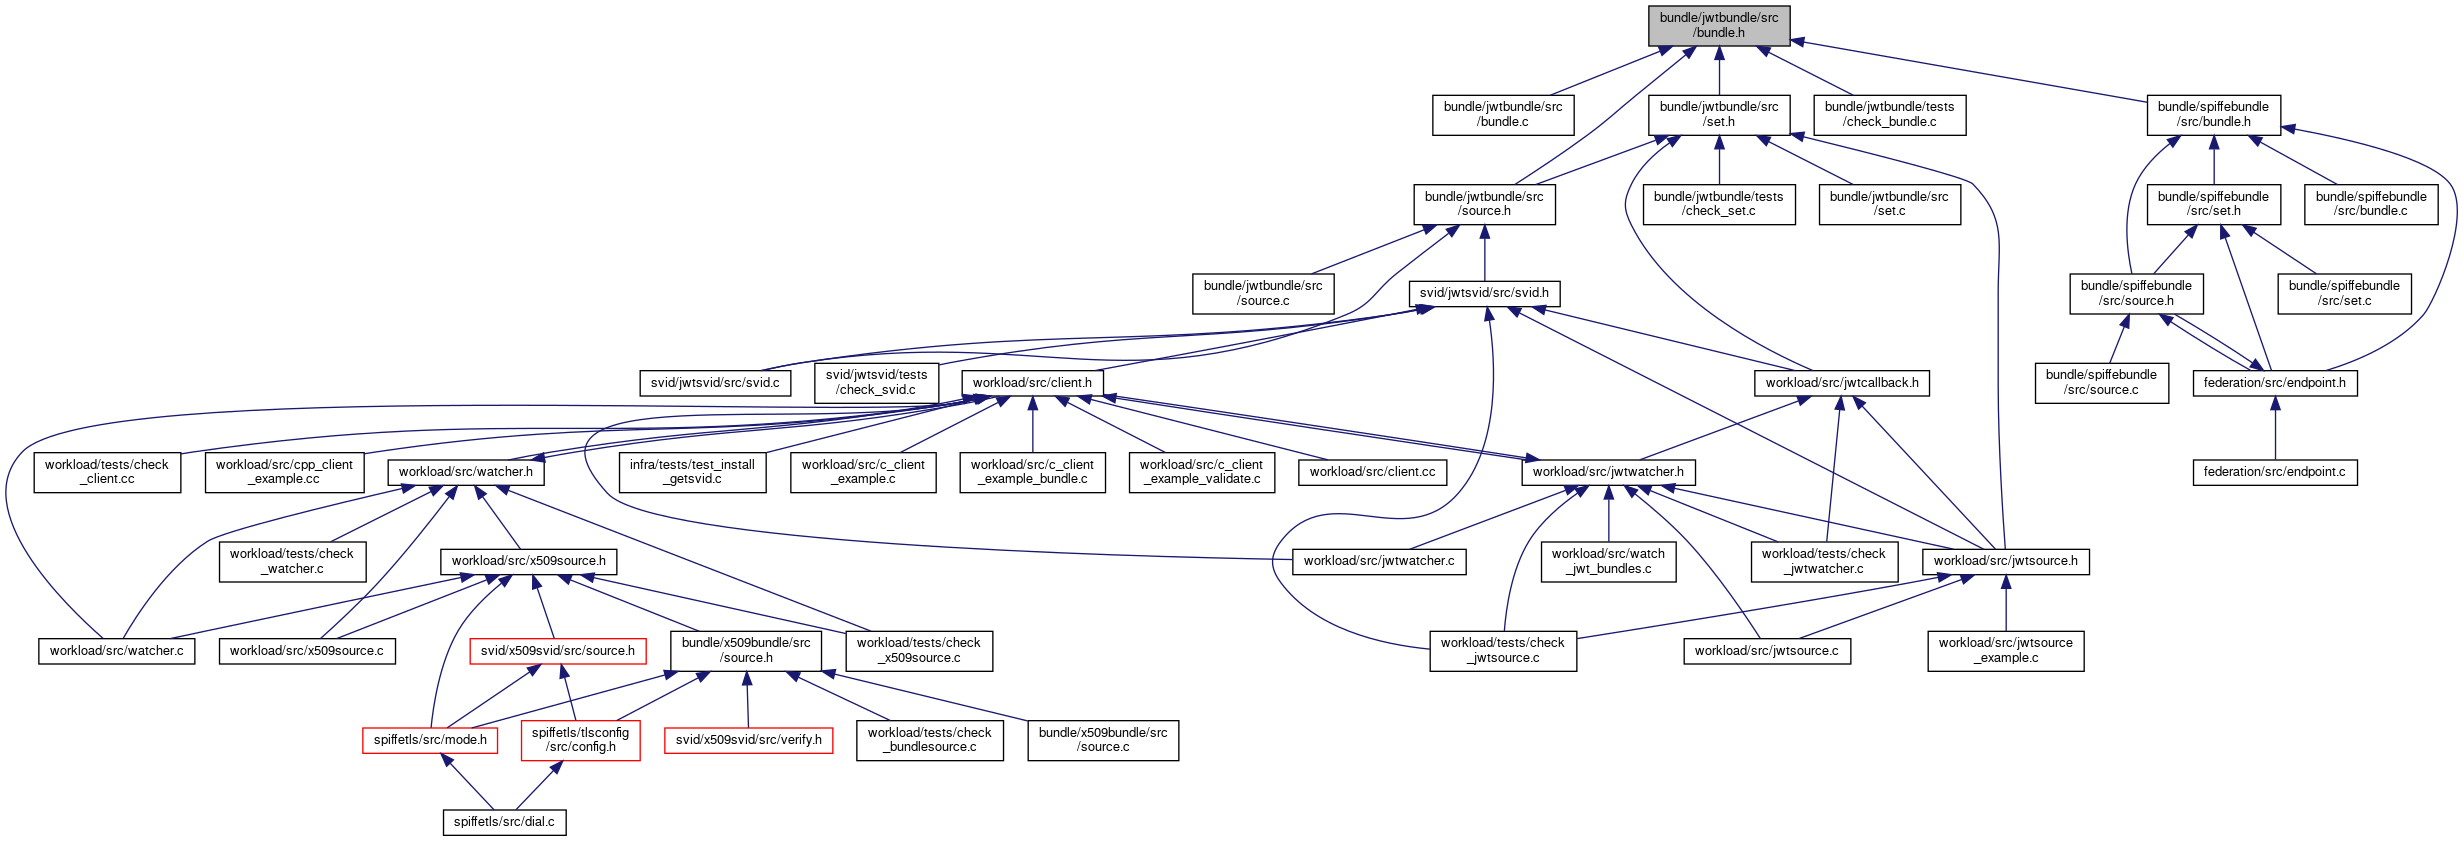 bundle/jwtbundle/src
/bundle.h
bundle/jwtbundle/src
/bundle.c
bundle/jwtbundle/src
/set.h
bundle/jwtbundle/tests
/check_bundle.c
bundle/spiffebundle
/src/bundle.h
bundle/jwtbundle/src
/source.h
bundle/jwtbundle/tests
/check_set.c
bundle/jwtbundle/src
/set.c
bundle/spiffebundle
/src/set.h
bundle/spiffebundle
/src/bundle.c
bundle/jwtbundle/src
/source.c
svid/jwtsvid/src/svid.h
bundle/spiffebundle
/src/source.h
bundle/spiffebundle
/src/set.c
svid/jwtsvid/src/svid.c
svid/jwtsvid/tests
/check_svid.c
workload/src/client.h
workload/src/jwtcallback.h
bundle/spiffebundle
/src/source.c
federation/src/endpoint.h
workload/tests/check
_client.cc
workload/src/cpp_client
_example.cc
workload/src/watcher.h
infra/tests/test_install
_getsvid.c
workload/src/c_client
_example.c
workload/src/c_client
_example_bundle.c
workload/src/c_client
_example_validate.c
workload/src/client.cc
workload/src/jwtwatcher.h
federation/src/endpoint.c
workload/tests/check
_watcher.c
workload/src/x509source.h
workload/src/jwtwatcher.c
workload/src/watch
_jwt_bundles.c
workload/tests/check
_jwtwatcher.c
workload/src/jwtsource.h
workload/src/watcher.c
workload/src/x509source.c
svid/x509svid/src/source.h
bundle/x509bundle/src
/source.h
workload/tests/check
_x509source.c
workload/tests/check
_jwtsource.c
workload/src/jwtsource.c
workload/src/jwtsource
_example.c
spiffetls/src/mode.h
spiffetls/tlsconfig
/src/config.h
svid/x509svid/src/verify.h
workload/tests/check
_bundlesource.c
bundle/x509bundle/src
/source.c
spiffetls/src/dial.c